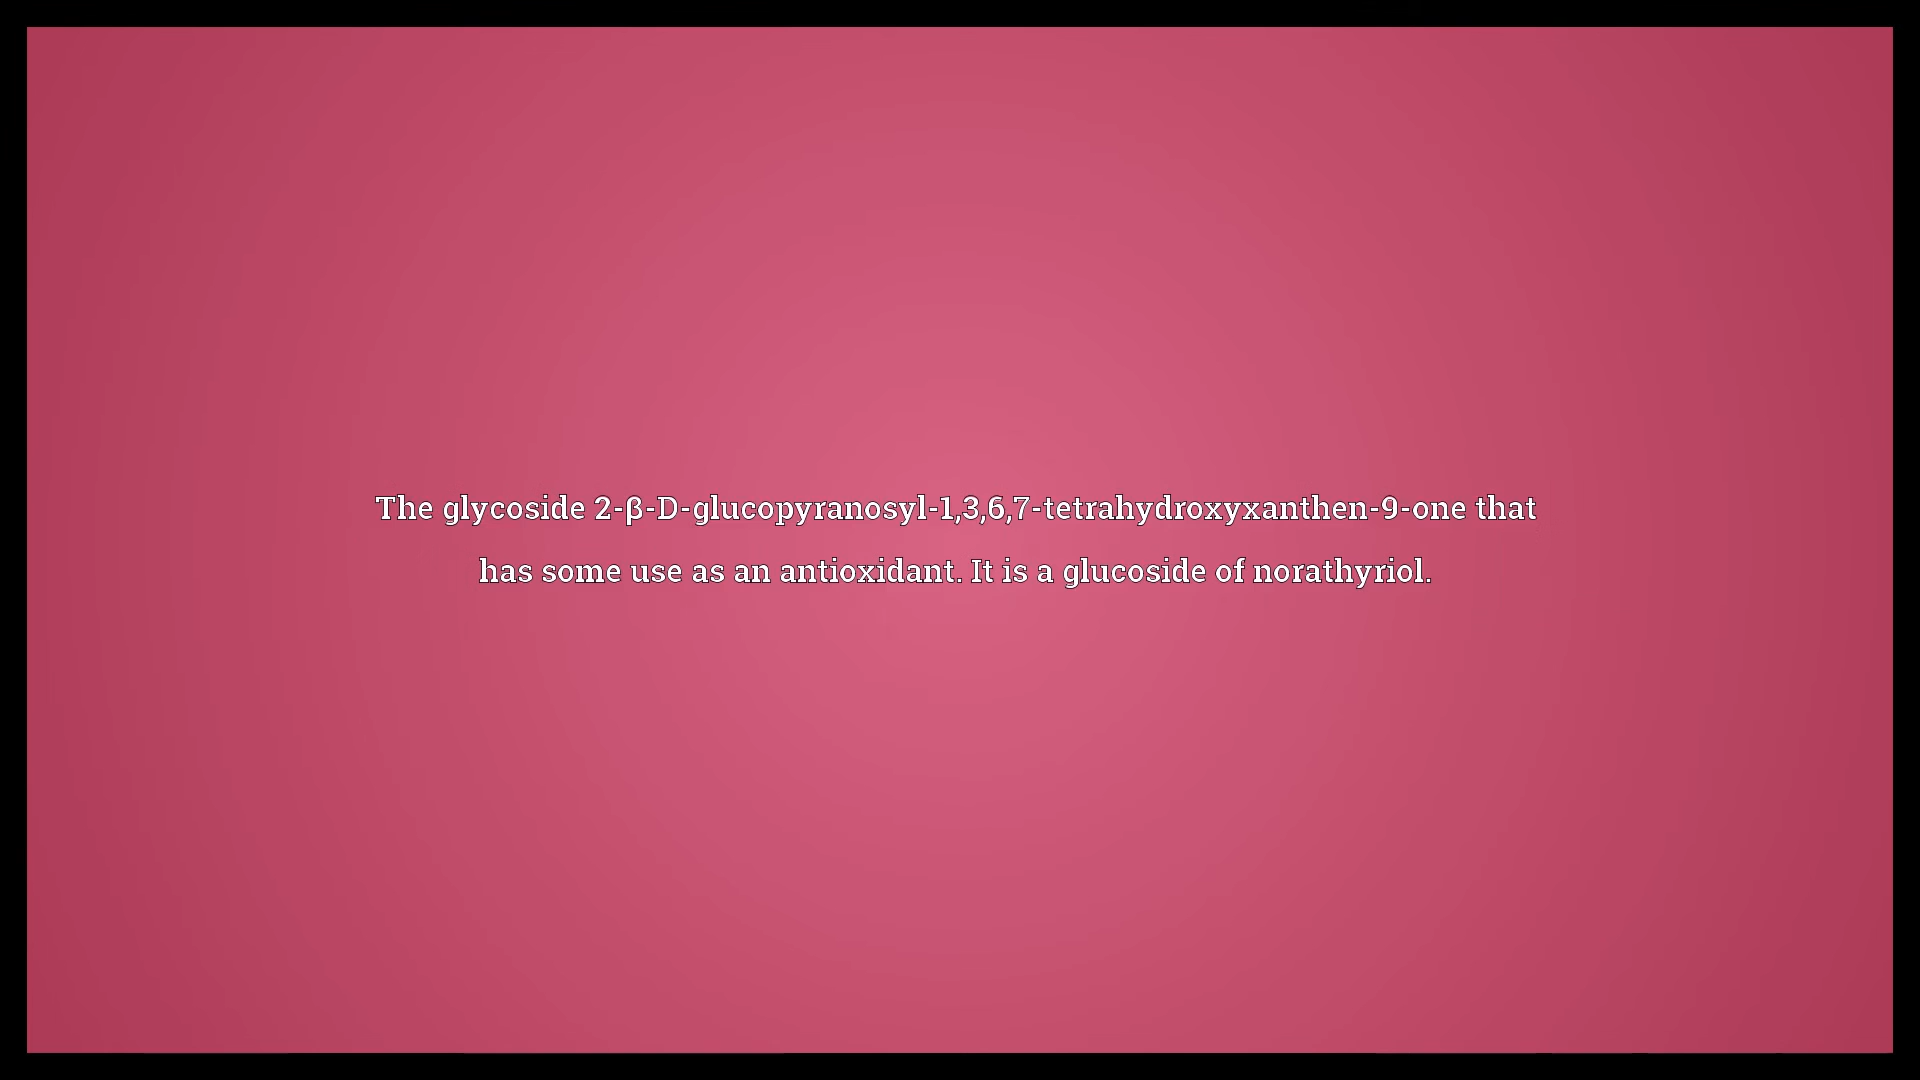 The glycoside 2-β-D-glucopyranosyl-1,3,6,7-tetrahydroxyxanthen-9-one that
has some use as an antioxidant. It is a glucoside of norathyriol.